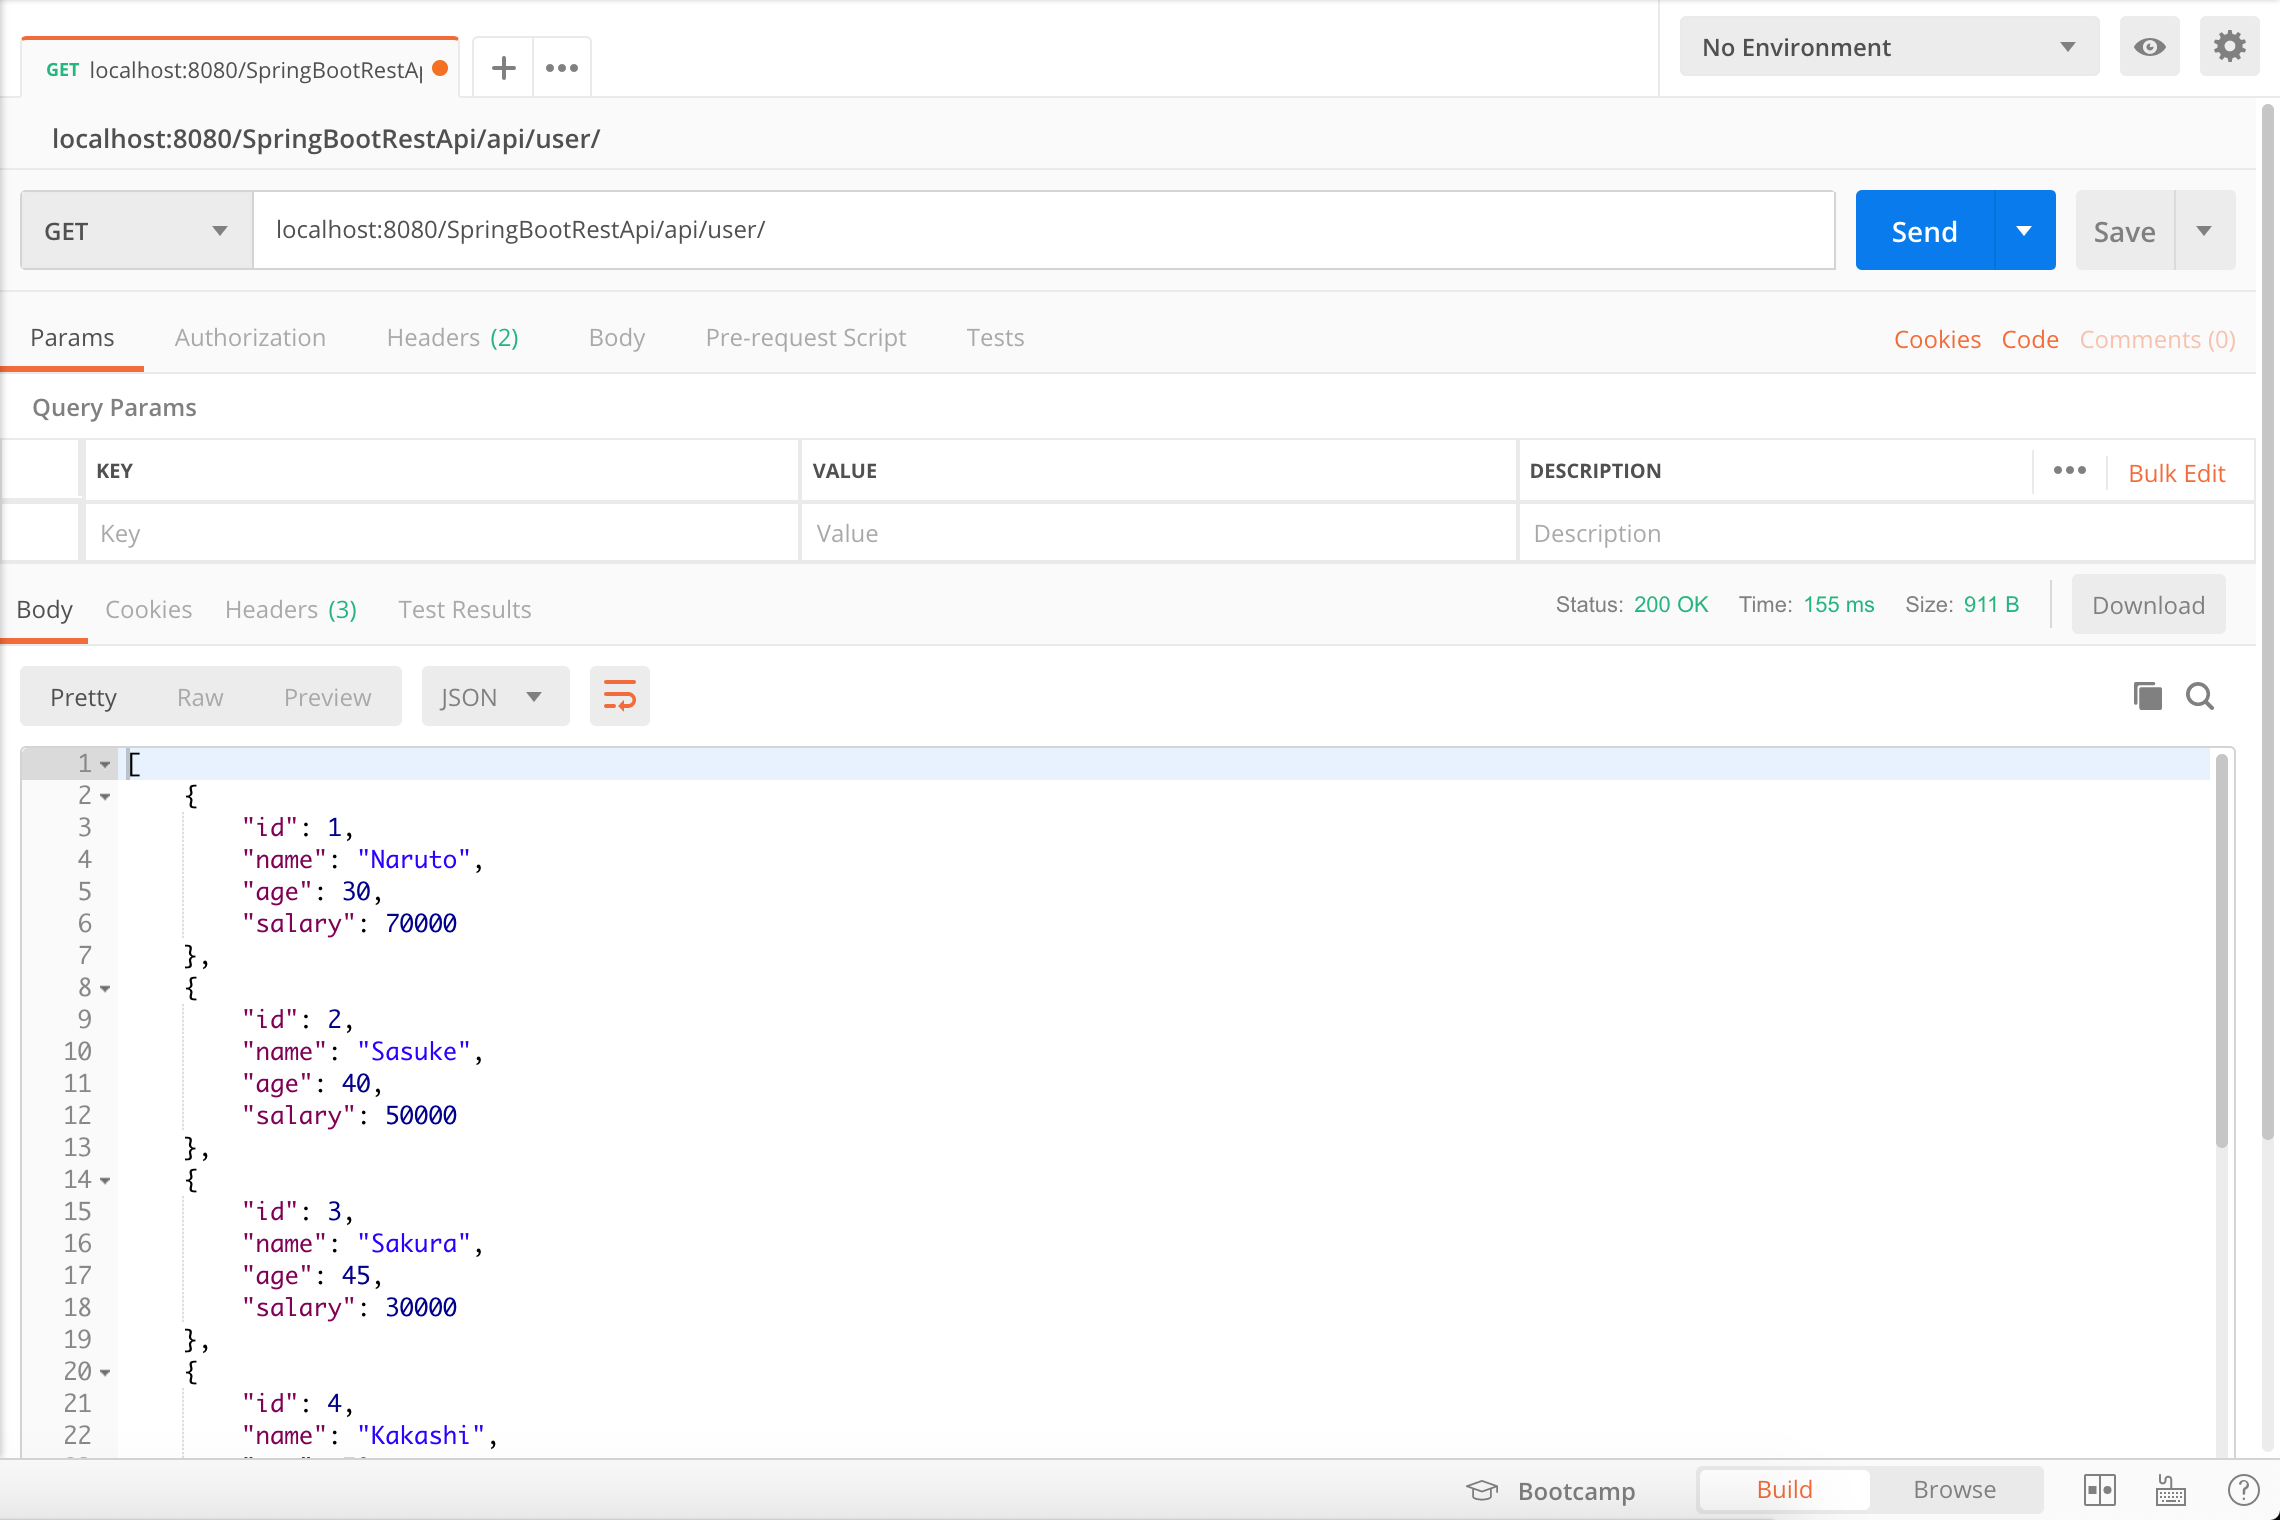 GET localhost:8080/SpringBootRestAp
No Environment
localhost:8080/SpringBootRestApi/api/user/
GET localhost:8080/SpringBootRestApi/api/user/ Send Save
Params Authorization Headers (2) Body Pre-request Script Tests Cookies Code Comments (0)
Query Params
KEY VALUE DESCRIPTION ••• Bulk Edit
Key Value Description
Body Cookies Headers (3) Test Results Status: 200 OK Time: 155 ms Size: 911 B Download
Pretty Raw Preview JSON
1 [
2 {
3 "id": 1,
4 "name": "Naruto",
5 "age": 30,
6 "salary": 70000
7 },
8 {
9 "id": 2,
10 "name": "Sasuke",
11 "age": 40,
12 "salary": 50000
13 },
14 {
15 "id": 3,
16 "name": "Sakura",
17 "age": 45,
18 "salary": 30000
19 },
20 {
21 "id": 4,
22 "name": "Kakashi",
Bootcamp Build Browse